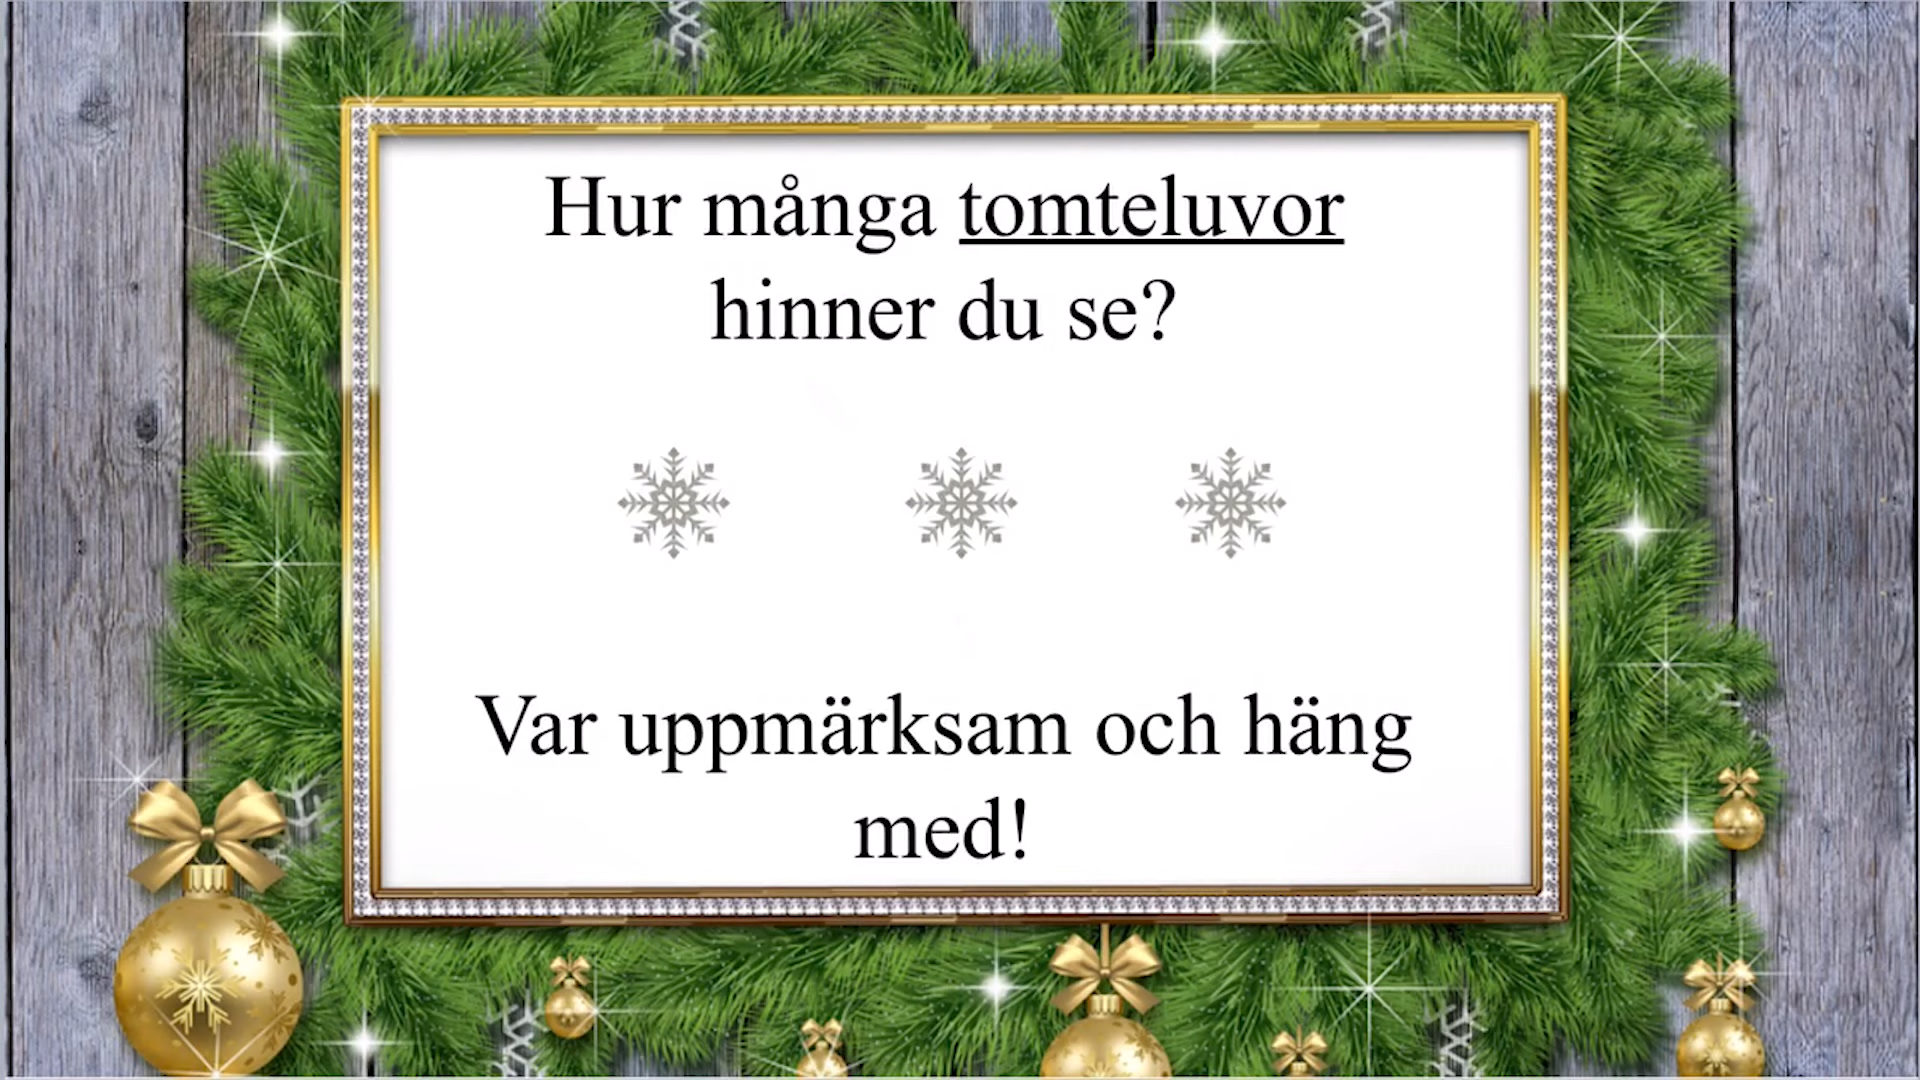 Hur många tomteluvor
hinner du se?
Var uppmärksam och häng
med!